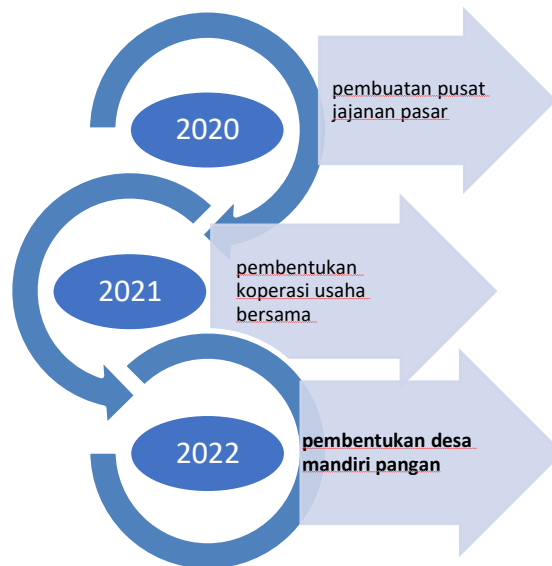 2020
pembuatan pusat
jajanan pasar
2021
pembentukan
koperasi usaha
bersama
2022
pembentukan desa
mandiri pangan